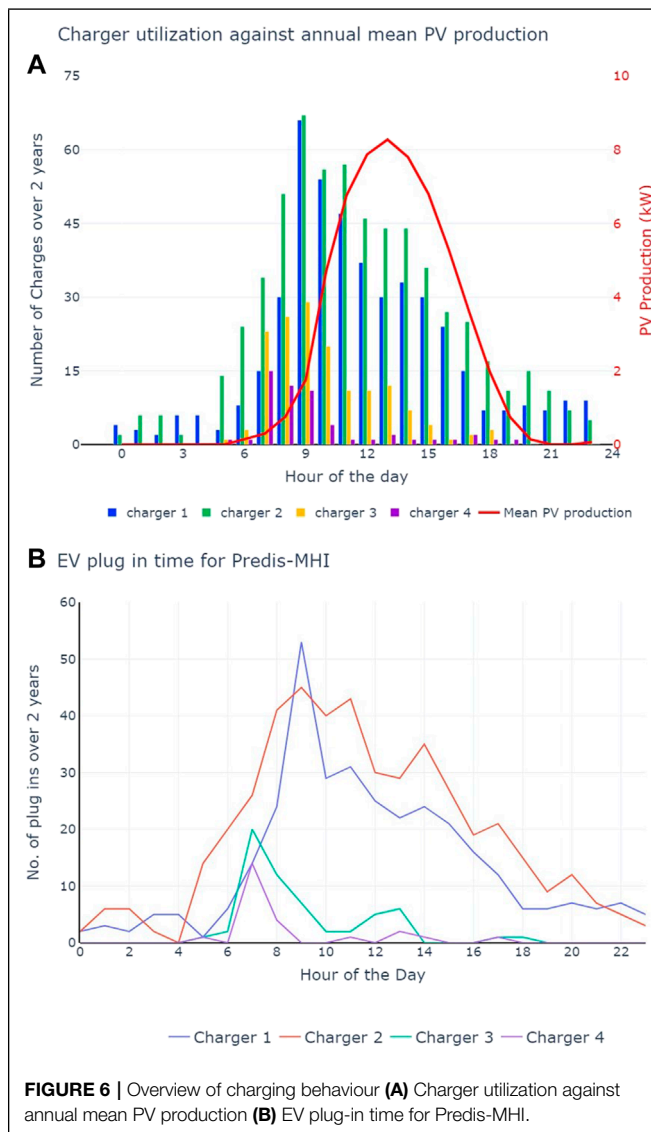 Charger utilization against annual mean PV production
A
75
60
45
30
15
0
Number of Charges over 2 years
10
8
6
4
2
0
PV Production (kW)
0 3 6 9 12 15 18 21 24
Hour of the day
charger 1 charger 2 charger 3 charger 4 Mean PV production
B EV plug in time for Predis-MHI
60
50
40
30
20
10
0
No. of plug ins over 2 years
0 2 4 6 8 10 12 14 16 18 20 22
Hour of the Day
Charger 1 Charger 2 Charger 3 Charger 4
FIGURE 6 | Overview of charging behaviour (A) Charger utilization against
annual mean PV production (B) EV plug-in time for Predis-MHI.